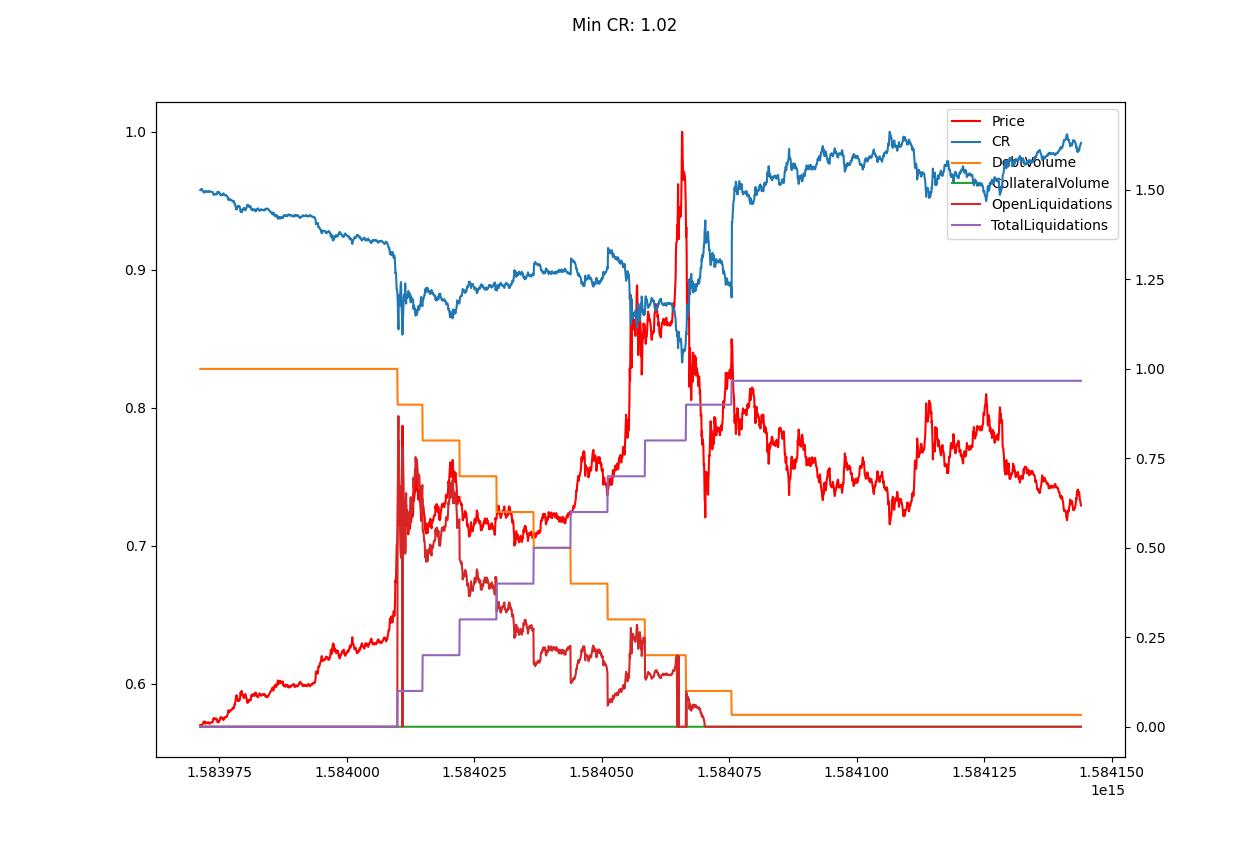 Min CR: 1.02
Price
CR
DebtVolume
CollateralVolume
OpenLiquidations
TotalLiquidations
1.0
0.9
0.8
0.7
0.6
1.50
1.25
1.00
0.75
0.50
0.25
0.00
1.583975 1.584000 1.584025 1.584050 1.584075 1.584100 1.584125 1.584150
1e15